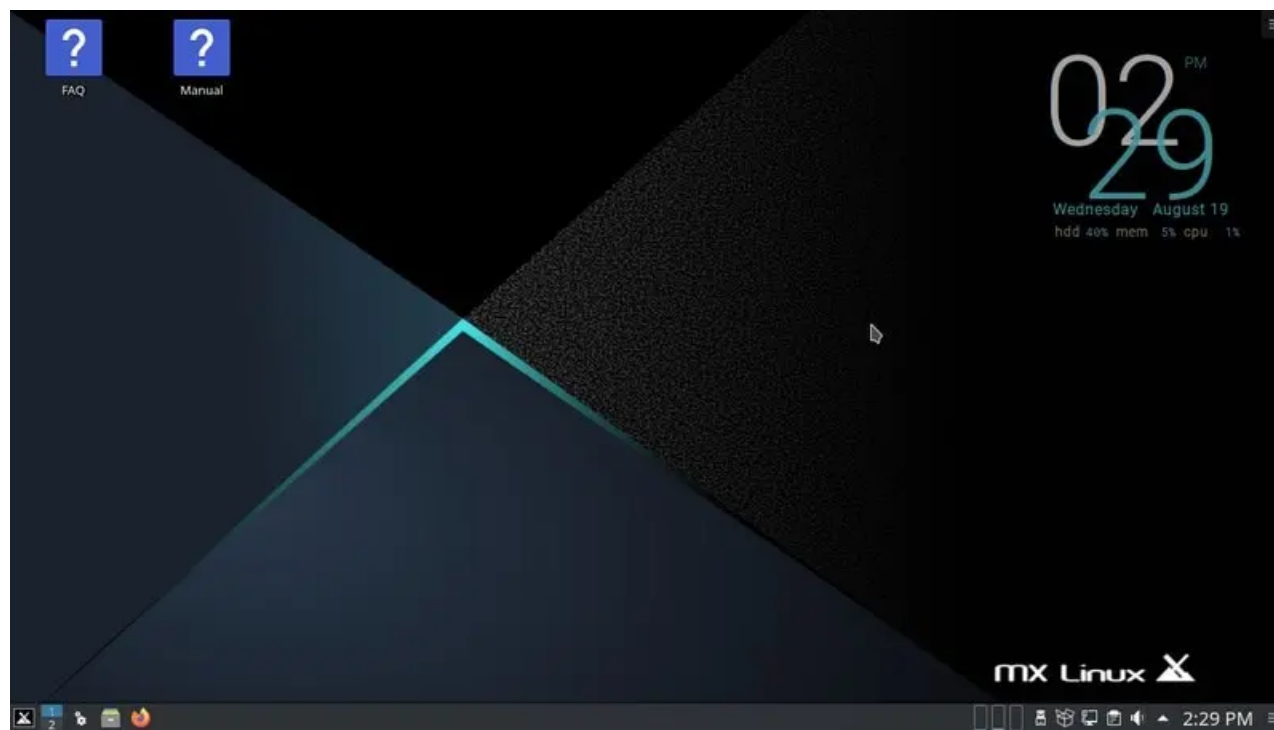 ? ?
FAQ Manual
02 PM
29
Wednesday August 19
hdd 40% mem 5% cpu 1%
MX Linux
1
2
2:29 PM